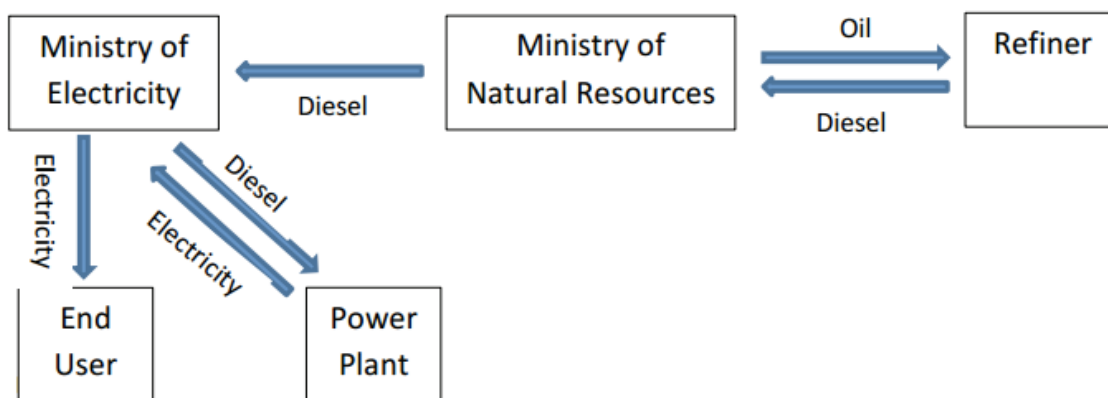 Ministry of
Electricity
Diesel
Ministry of
Natural Resources
Oil
Diesel
Refiner
Electricity
Diesel
Electricity
End
User
Power
Plant